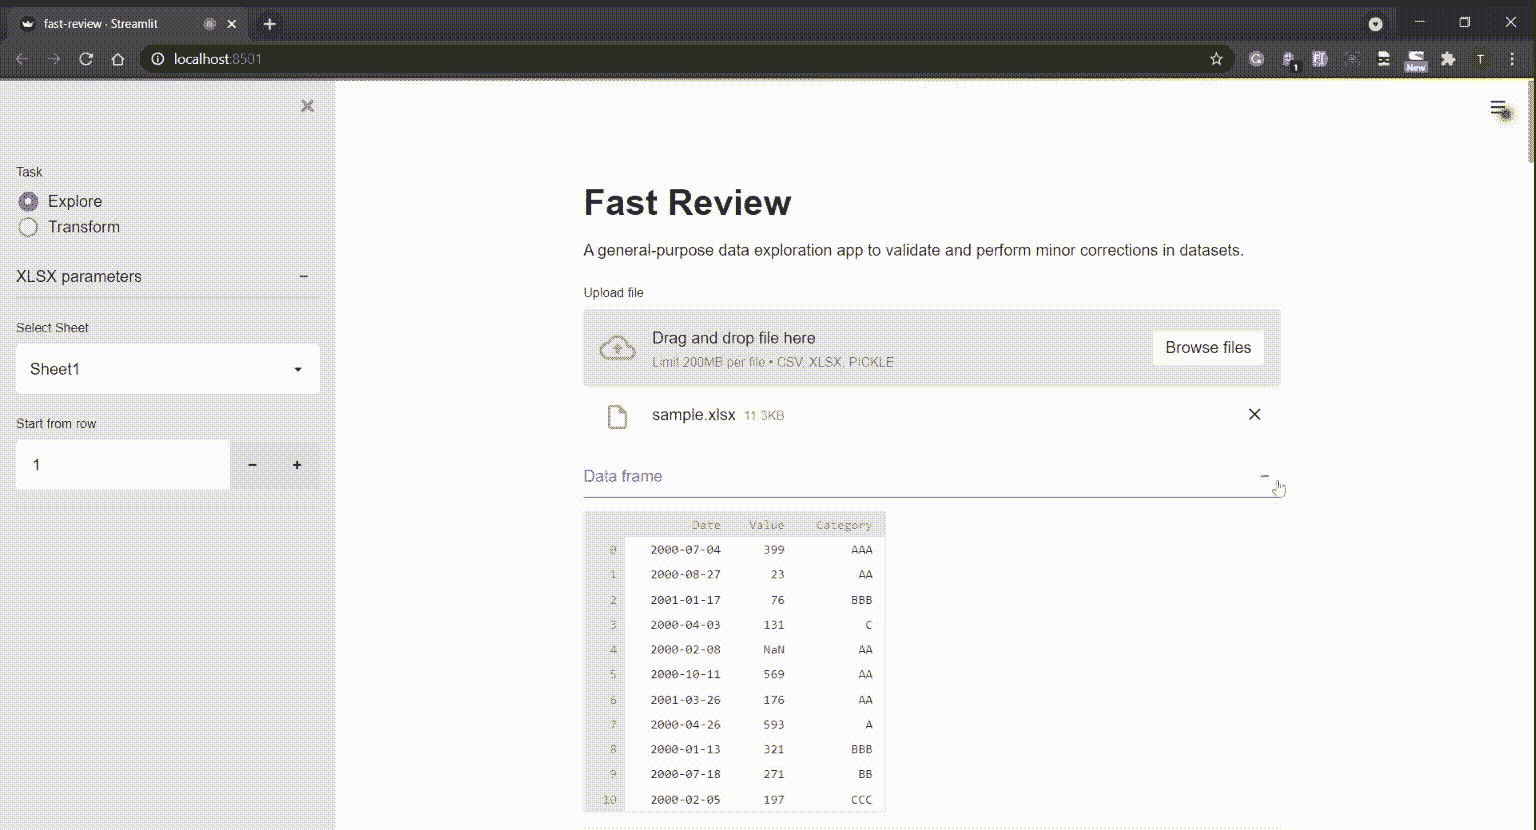 fast-review · Streamlit
localhost:8501
1
New
T
Task
Explore
Transform
XLSX parameters
Select Sheet
Sheet1
Start from row
1
Fast Review
A general-purpose data exploration app to validate and perform minor corrections in datasets.
Upload file
Drag and drop file here
Limit 200MB per file • CSV, XLSX, PICKLE
Browse files
sample.xlsx 11.3KB
Data frame
Date Value Category
0 2000-07-04 399 AAA
1 2000-08-27 23 AA
2 2001-01-17 76 BBB
3 2000-04-03 131 C
4 2000-02-08 NaN AA
5 2000-10-11 569 AA
6 2001-03-26 176 AA
7 2000-04-26 593 A
8 2000-01-13 321 BBB
9 2000-07-18 271 BB
10 2000-02-05 197 CCC